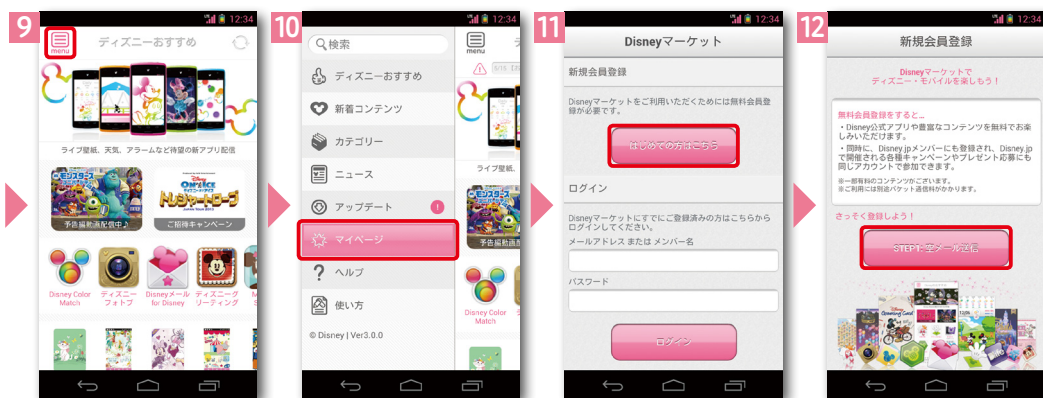 9
12:34
menu
ディズニーおすすめ
ライブ壁紙、天気、アラームなど待望の新アプリ配信
モンスターズ
予告編動画配信中♪
Disney
ON ICE
Japan Tour 2013
トレジャートローブ
ご招待キャンペーン
Disney Color
Match
ディズニー
フォトプ
Disneyメール
for Disney
ディズニーグ
リーティング
10
12:34
検索
menu
ディズニーおすすめ
新着コンテンツ
カテゴリー
ニュース
アップデート
!
マイページ
ヘルプ
使い方
© Disney | Ver3.0.0
ライブ壁紙、
予告編動画
Disney Color
Match
11
12:34
Disneyマーケット
新規会員登録
Disneyマーケットをご利用いただくためには無料会員登
録が必要です。
はじめての方はこちら
ログイン
Disneyマーケットにすでにご登録済みの方はこちらから
ログインしてください。
メールアドレス または メンバー名
パスワード
ログイン
12
12:34
新規会員登録
Disneyマーケットで
ディズニー・モバイルを楽しもう！
無料会員登録をすると...
・Disney公式アプリや豊富なコンテンツを無料でお楽
しみいただけます。
・同時に、Disney.jpメンバーにも登録され、Disney.jp
で開催される各種キャンペーンやプレゼント応募にも
同じアカウントで参加できます。
※一部有料のコンテンツがございます。
※ご利用には別途パケット通信料がかかります。
さっそく登録しよう！
STEP1・空メール送信